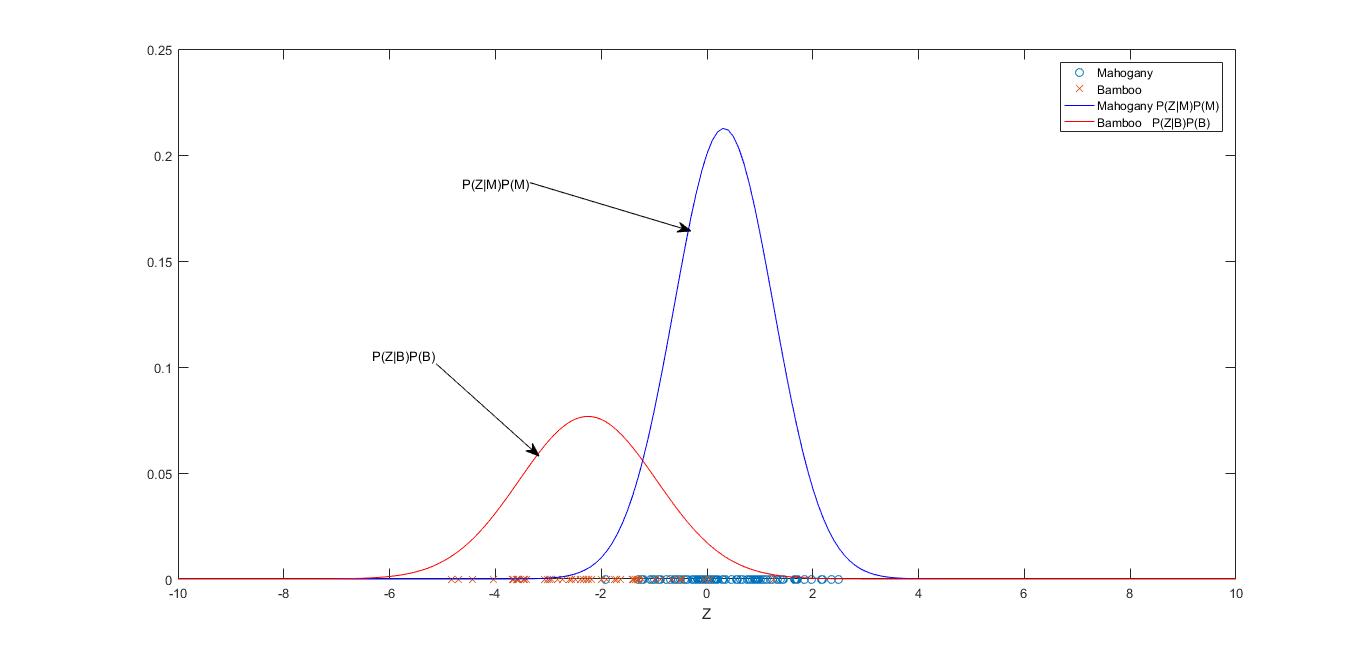 0.25
Mahogany
Bamboo
Mahogany P(Z|M)P(M)
Bamboo P(Z|B)P(B)
0.2
P(Z|M)P(M)
0.15
P(Z|B)P(B)
0.1
0.05
0
-10 -8 -6 -4 -2 0 2 4 6 8 10
Z